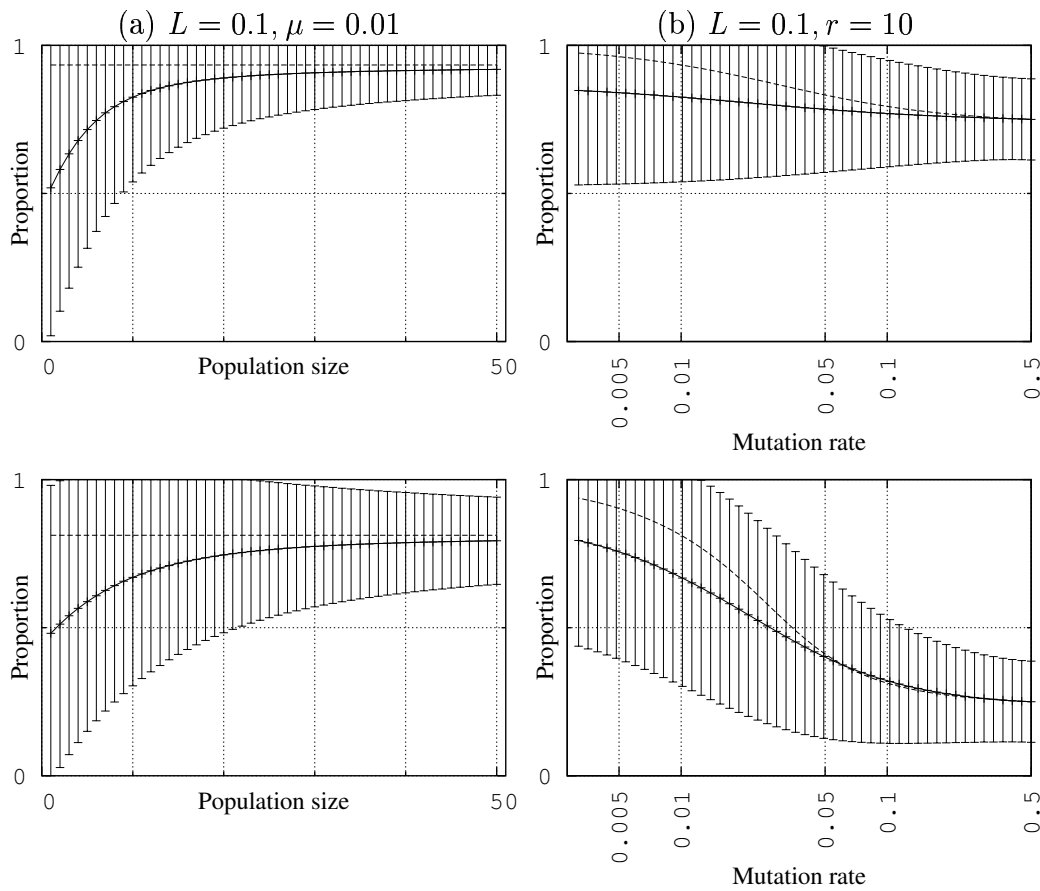 (a) L = 0.1, μ = 0.01
(b) L = 0.1, r = 10
1
Proportion
0
0
Population size
50
1
Proportion
0
0.005
0.01
0.05
0.1
0.5
Mutation rate
1
Proportion
0
0
Population size
50
1
Proportion
0
0.005
0.01
0.05
0.1
0.5
Mutation rate